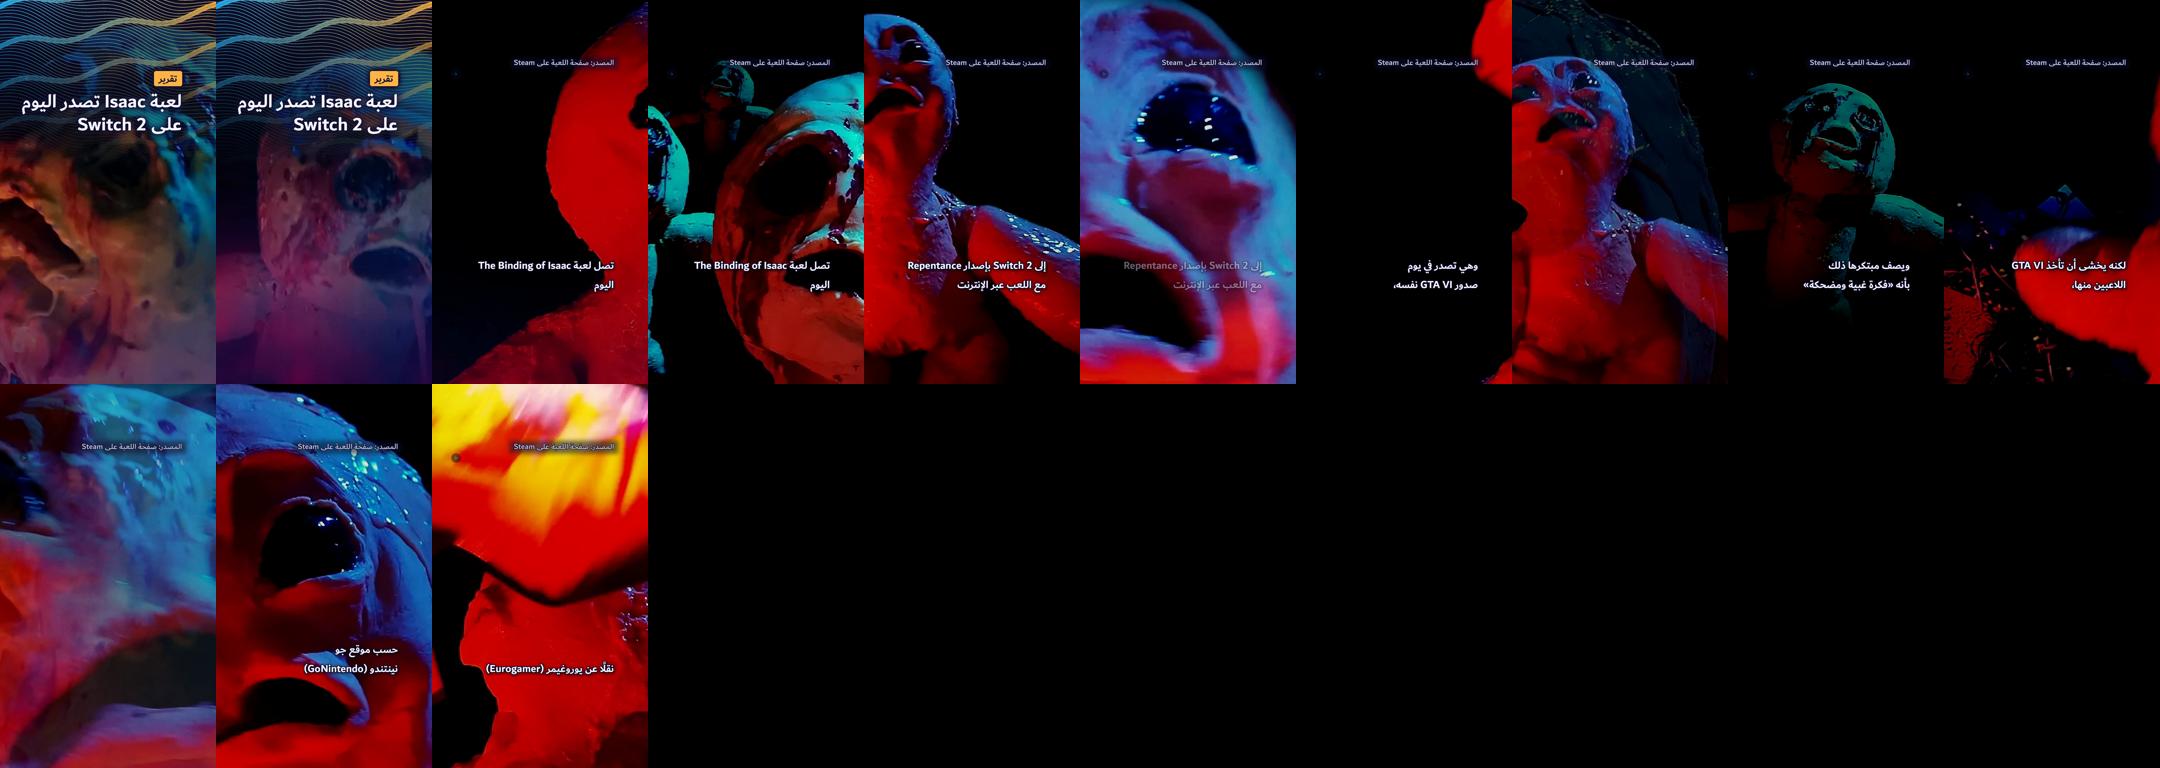 تقرير
لعبة Isaac تصدر اليوم
على Switch 2
تقرير
لعبة Isaac تصدر اليوم
على Switch 2
المصدر: صفحة اللعبة على Steam
تصل لعبة The Binding of Isaac
اليوم
المصدر: صفحة اللعبة على Steam
تصل لعبة The Binding of Isaac
اليوم
المصدر: صفحة اللعبة على Steam
إلى Switch 2 بإصدار Repentance
مع اللعب عبر الإنترنت
المصدر: صفحة اللعبة على Steam
إلى Switch 2 بإصدار Repentance
مع اللعب عبر الإنترنت
المصدر: صفحة اللعبة على Steam
وهي تصدر في يوم
صدور GTA VI نفسه،
المصدر: صفحة اللعبة على Steam
المصدر: صفحة اللعبة على Steam
ويصف مبتكرها ذلك
بأنه «فكرة غبية ومضحكة»
المصدر: صفحة اللعبة على Steam
لكنه يخشى أن تأخذ GTA VI
اللاعبين منها،
المصدر: صفحة اللعبة على Steam
المصدر: صفحة اللعبة على Steam
حسب موقع جو
نينتندو (GoNintendo)
المصدر: صفحة اللعبة على Steam
نقلًا عن يوروغيمر (Eurogamer)